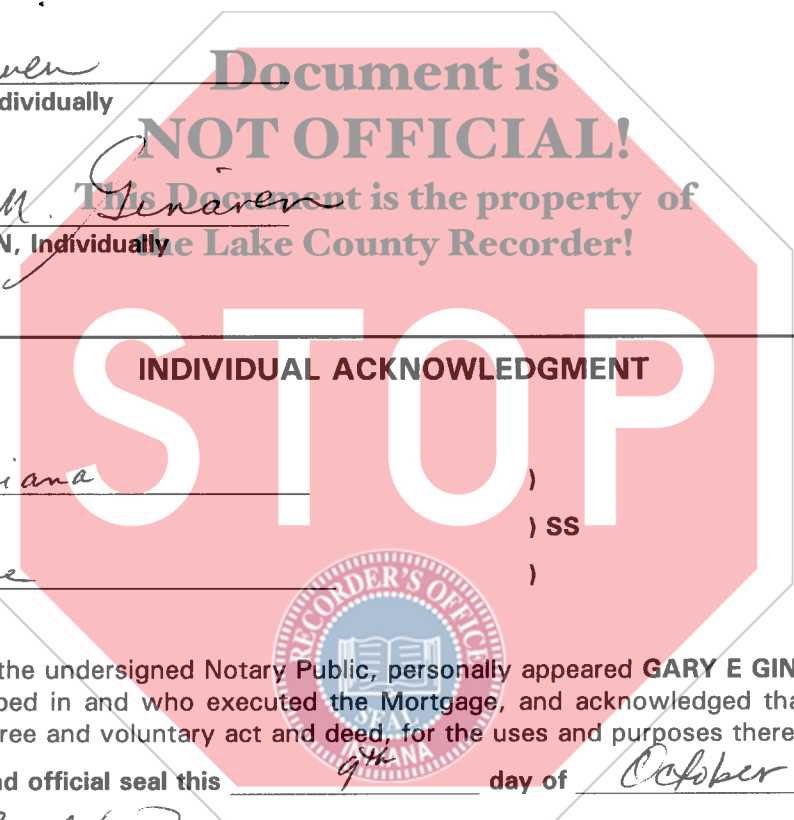 Document is
NOT OFFICIAL!
dividually
This Document is the property of
M. Ginaven
the Lake County Recorder!
N, Individually
STOP
INDIVIDUAL ACKNOWLEDGMENT
iana )
) SS
e )
RECORDER'S OFFICE
SEAL
INDIANA
the undersigned Notary Public, personally appeared GARY E GIN
bed in and who executed the Mortgage, and acknowledged tha
ree and voluntary act and deed, for the uses and purposes there
nd official seal this 9th day of October